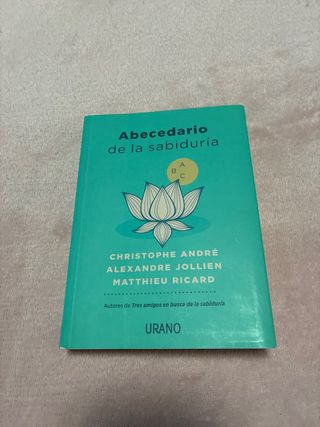 Abecedario
de la sabiduría
A
B
C
CHRISTOPHE ANDRÉ
ALEXANDRE JOLLIEN
MATTHIEU RICARD
Autores de Tres amigos en busca de la sabiduría
URANO